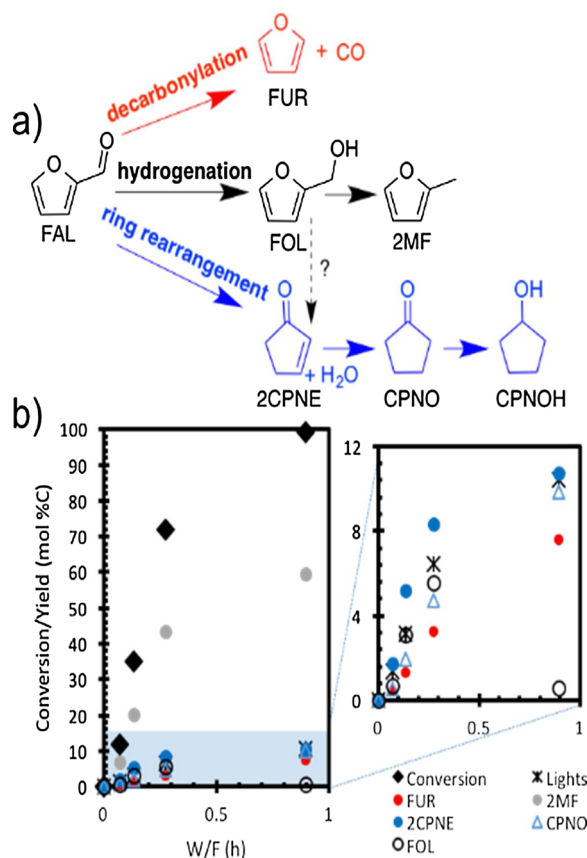 O
decarbonylation
+ CO
FUR
a)
O
O
FAL
hydrogenation
O
OH
FOL
O
2MF
ring rearrangement
?
O
+ H₂O
2CPNE
O
CPNO
OH
CPNOH
b)
Conversion/Yield (mol %C)
100
90
80
70
60
50
40
30
20
10
0
0
0.5
1
W/F (h)
12
8
4
0
0
0.5
1
Conversion
Lights
FUR
2MF
2CPNE
CPNO
FOL